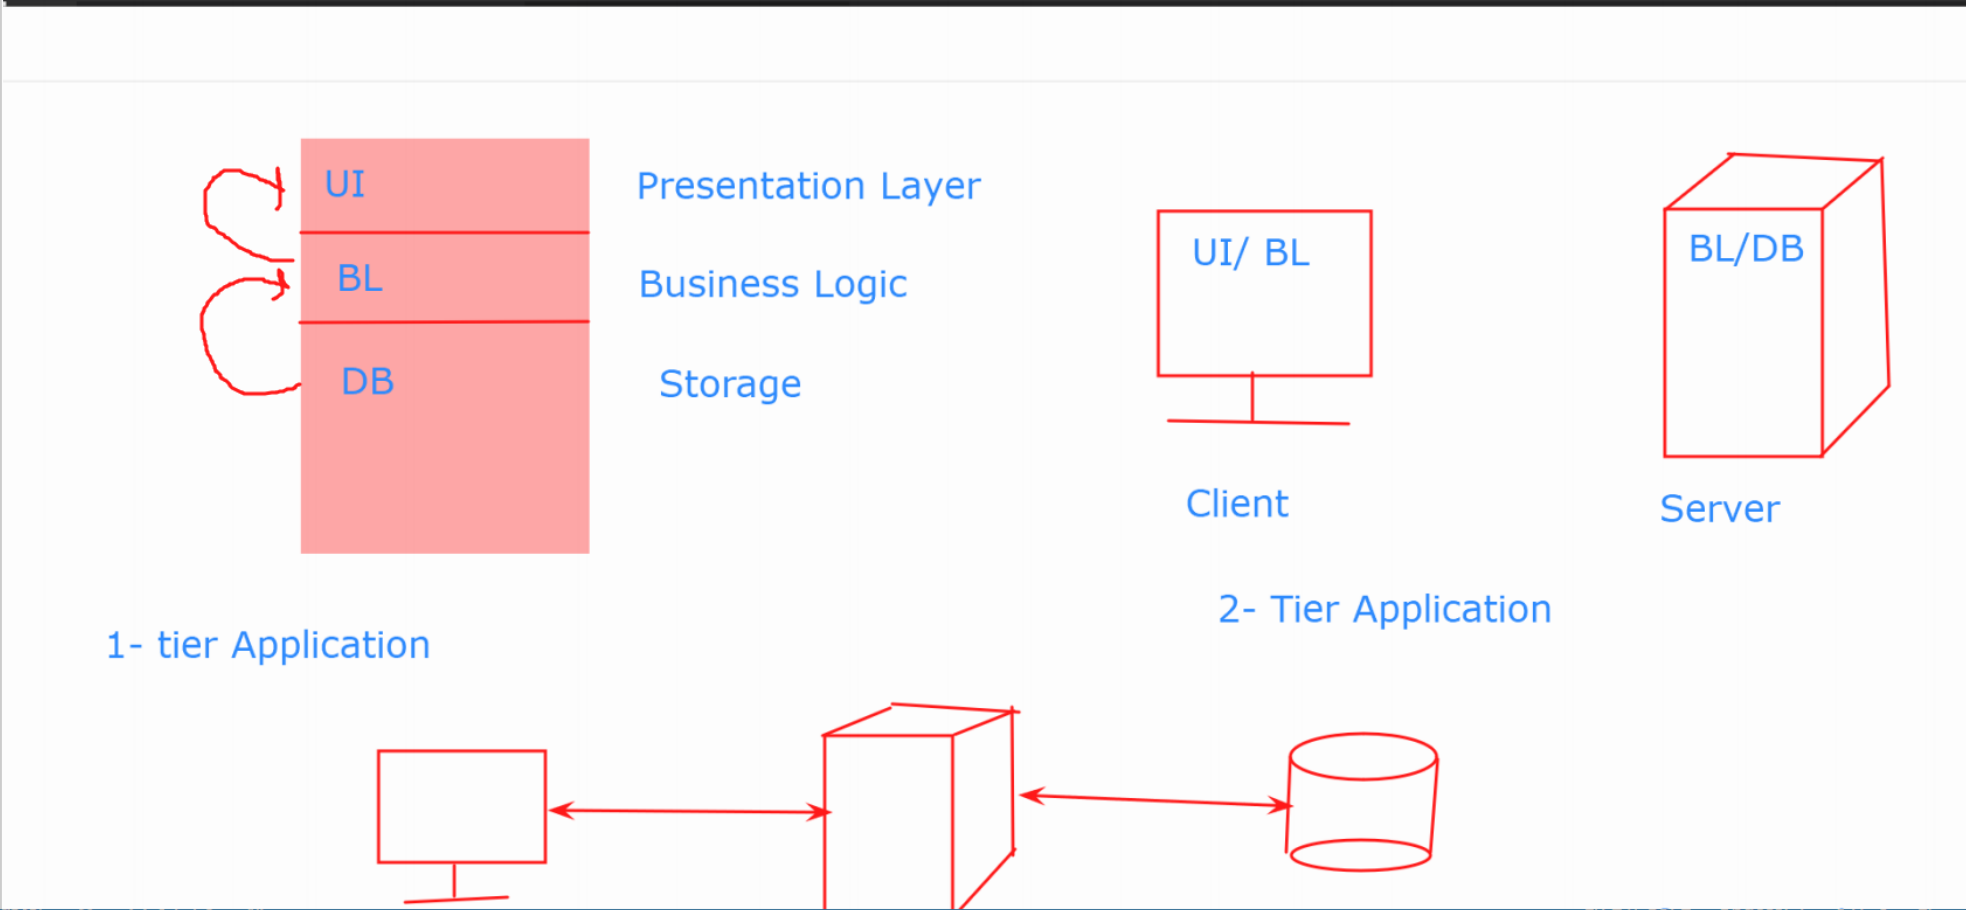 UI
Presentation Layer
BL
Business Logic
DB
Storage
1- tier Application
UI/ BL
BL/DB
Client
Server
2- Tier Application